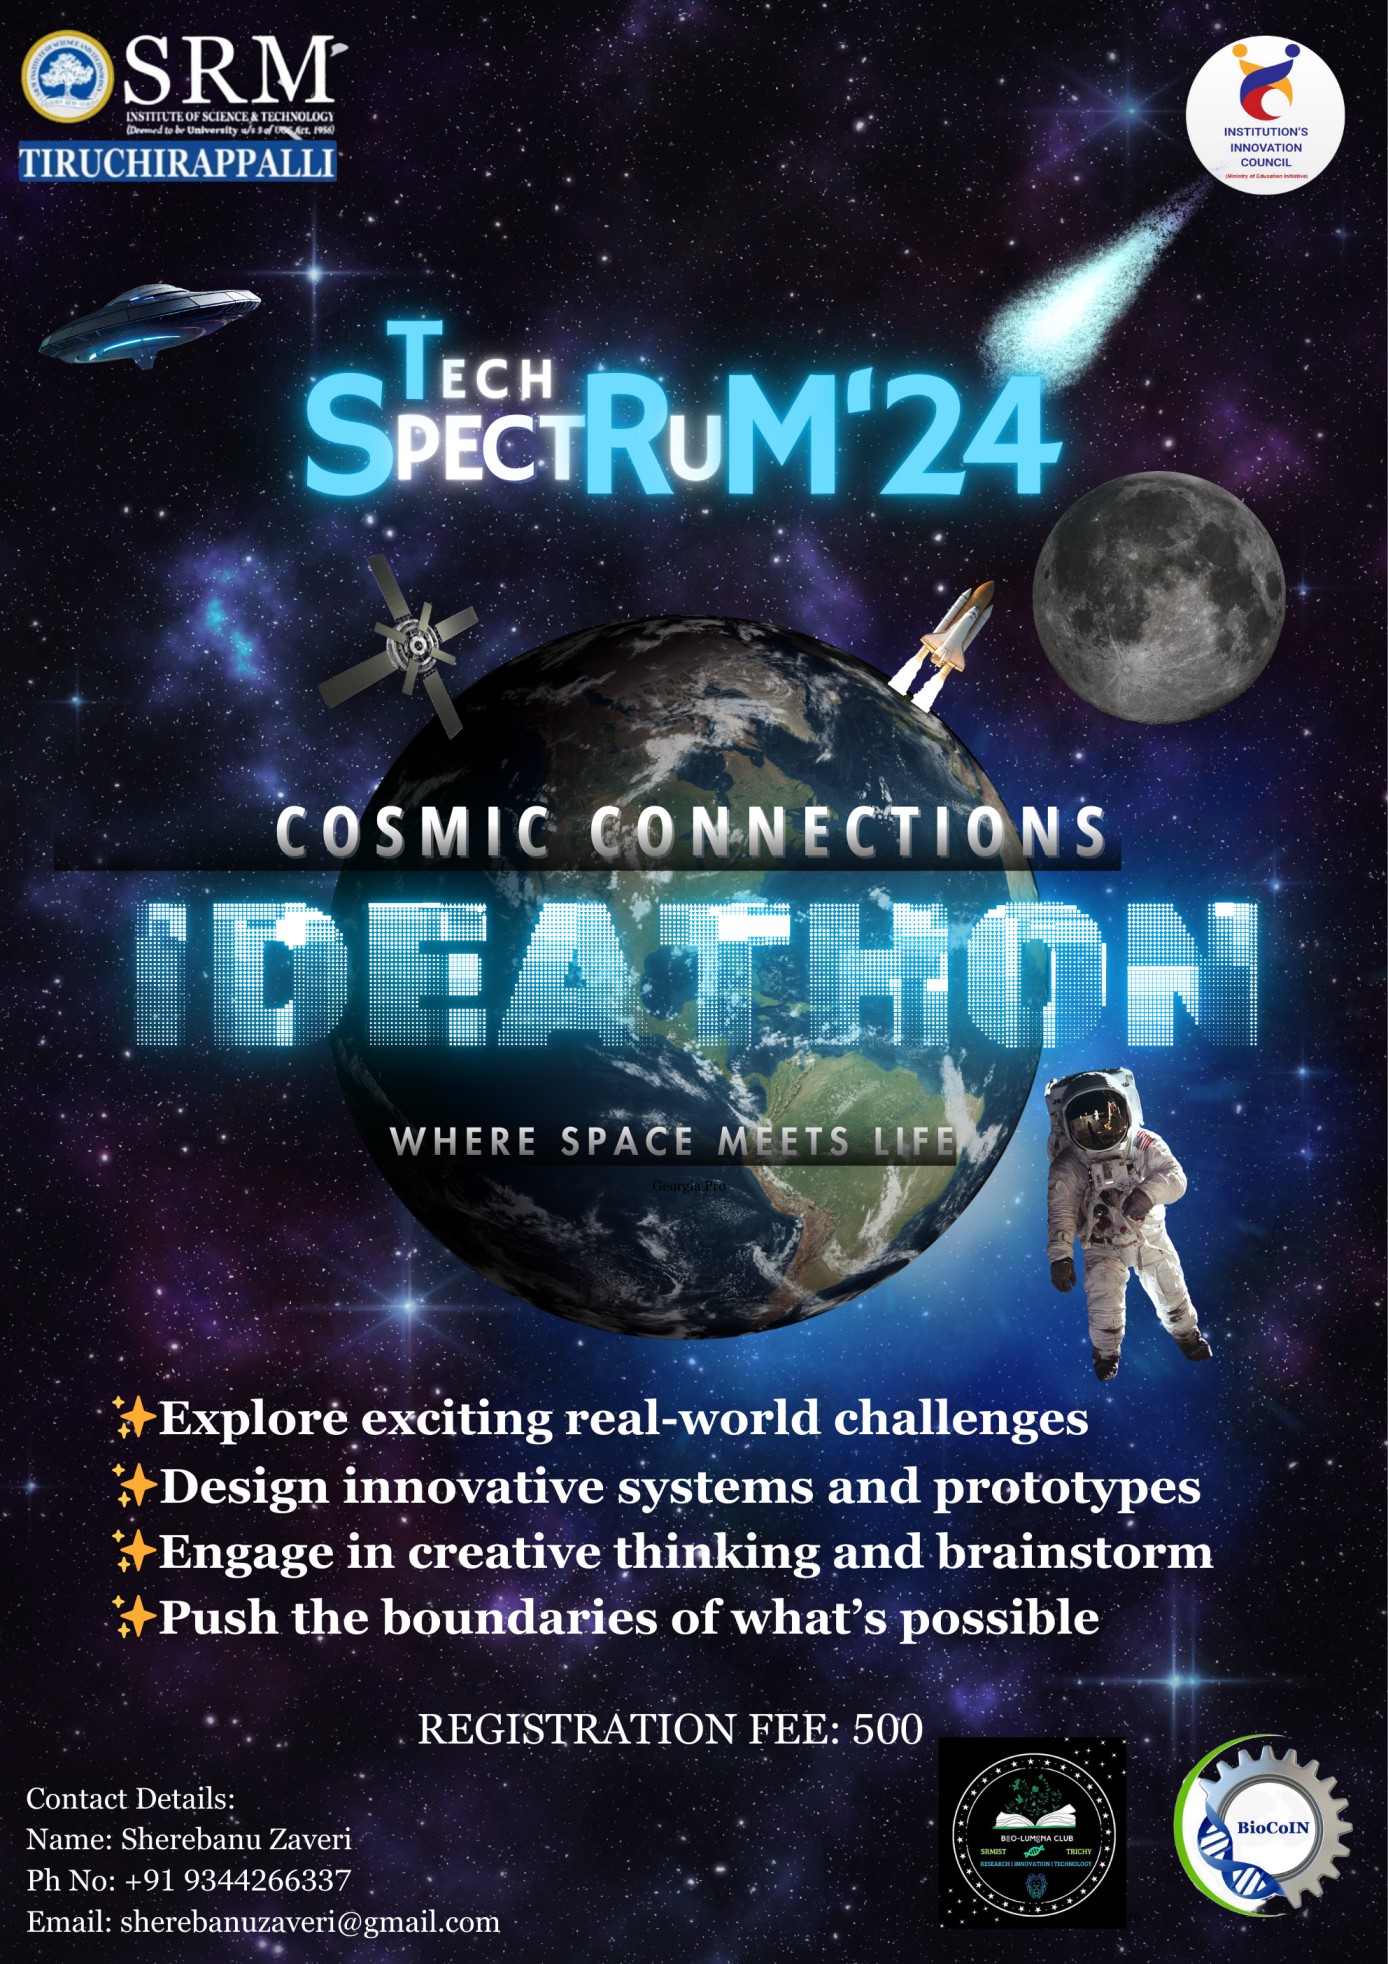 SRM
INSTITUTE OF SCIENCE & TECHNOLOGY
(Deemed to be University u/s 3 of UGC Act, 1956)
TIRUCHIRAPPALLI
INSTITUTION'S
INNOVATION
COUNCIL
(Ministry of Education Initiative)
TECH
SPECTRUM‘24
COSMIC CONNECTIONS
IDEATHON
WHERE SPACE MEETS LIFE
Georgia Pro
✨Explore exciting real-world challenges
✨Design innovative systems and prototypes
✨Engage in creative thinking and brainstorm
✨Push the boundaries of what’s possible
REGISTRATION FEE: 500
Contact Details:
Name: Sherebanu Zaveri
Ph No: +91 9344266337
Email: sherebanuzaveri@gmail.com
BIO-LUMINA CLUB
SRMIST TRICHY
RESEARCH | INNOVATION | TECHNOLOGY
BioCoIN